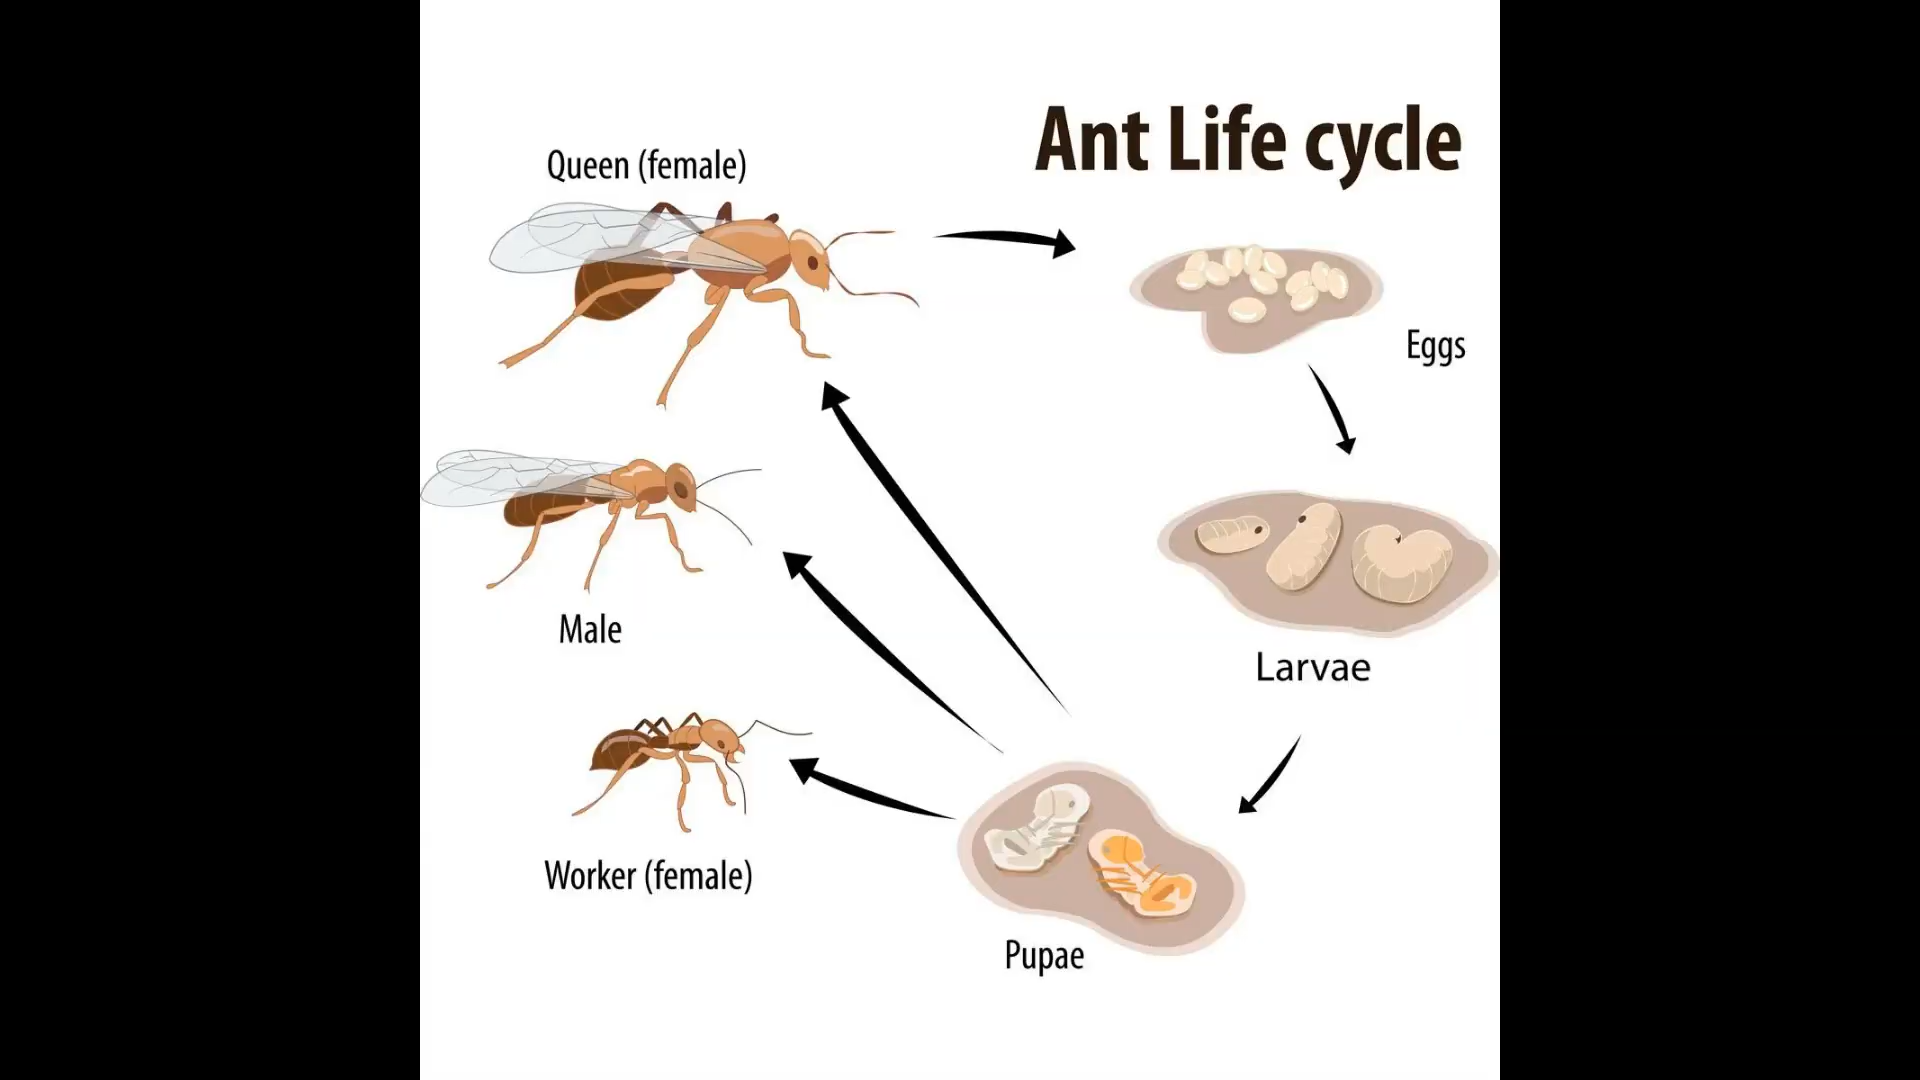 Ant Life cycle
Queen (female)
Eggs
Male
Larvae
Worker (female)
Pupae